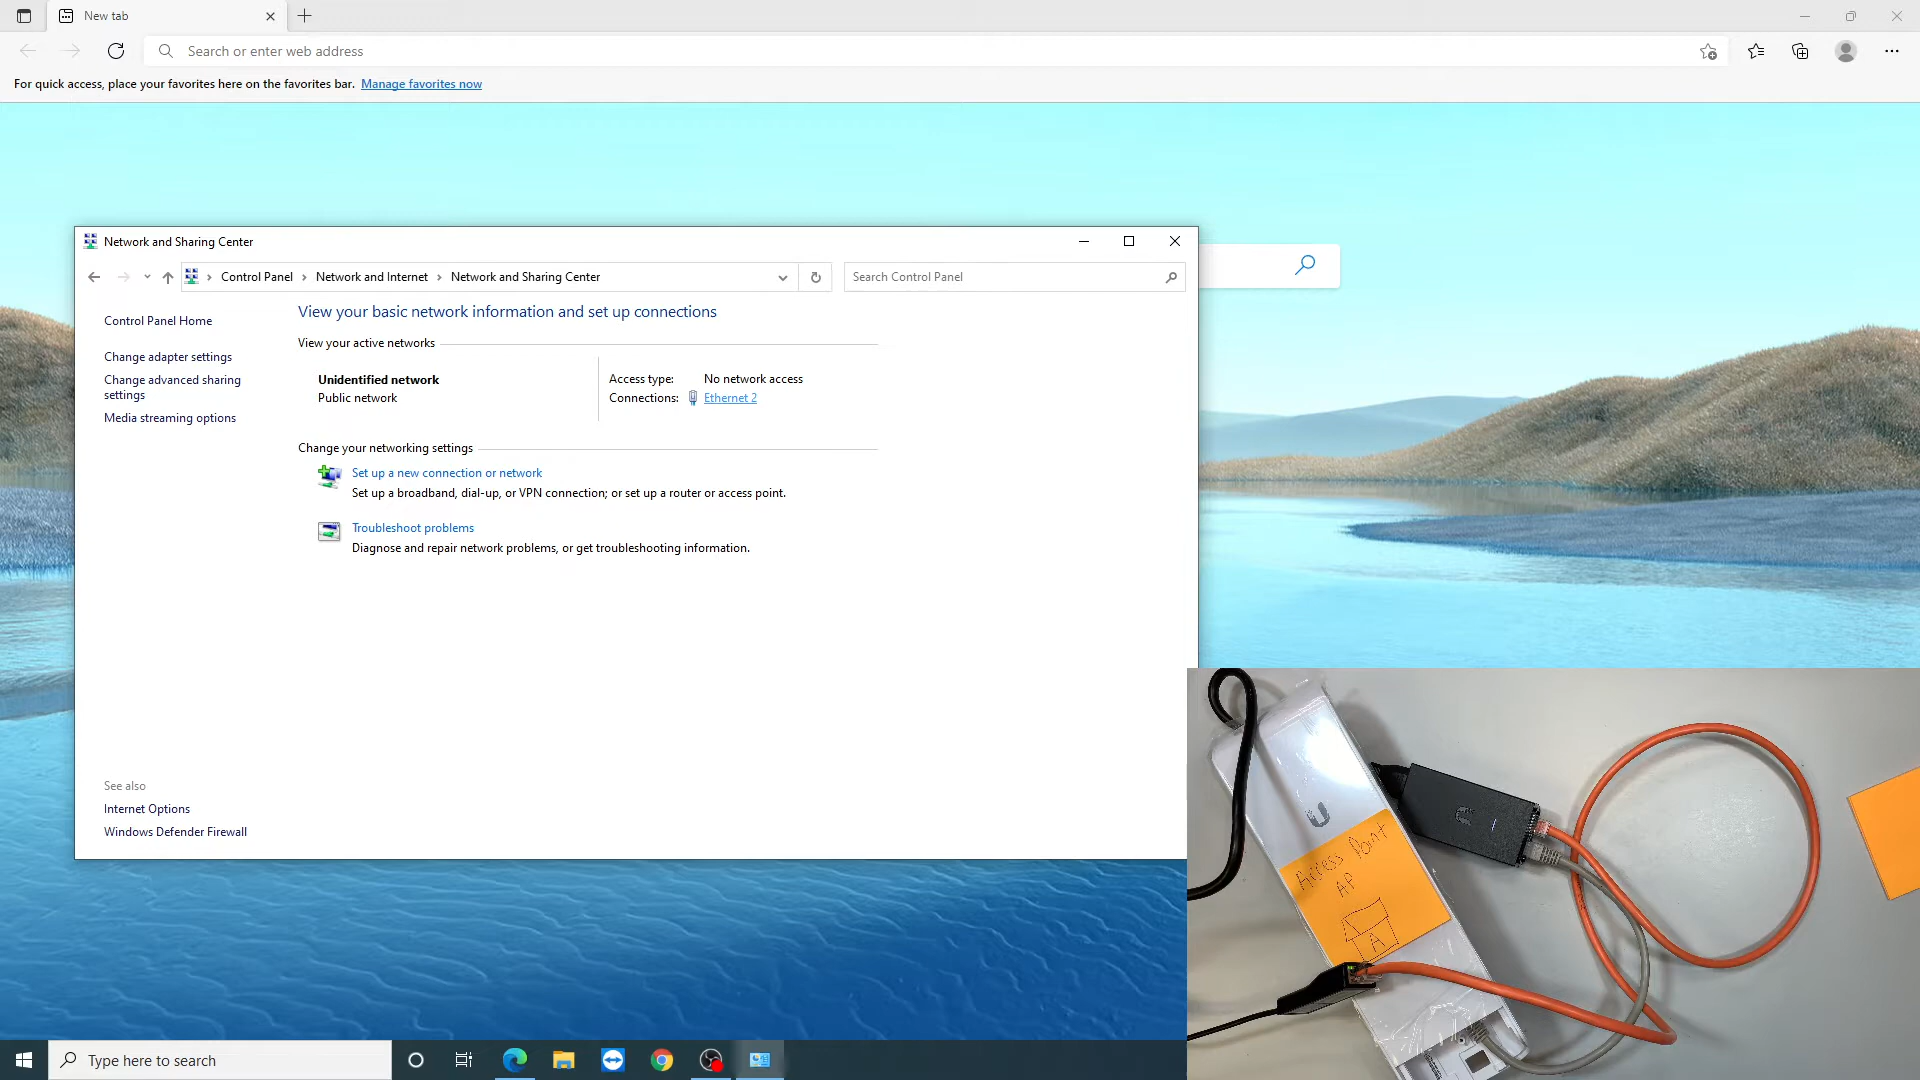 New tab
Search or enter web address
For quick access, place your favorites here on the favorites bar. Manage favorites now
Network and Sharing Center
Control Panel > Network and Internet > Network and Sharing Center
Search Control Panel
Control Panel Home
Change adapter settings
Change advanced sharing
settings
Media streaming options
View your basic network information and set up connections
View your active networks
Unidentified network
Public network
Access type: No network access
Connections: Ethernet 2
Change your networking settings
Set up a new connection or network
Set up a broadband, dial-up, or VPN connection; or set up a router or access point.
Troubleshoot problems
Diagnose and repair network problems, or get troubleshooting information.
See also
Internet Options
Windows Defender Firewall
Access Point
AP
A
Type here to search